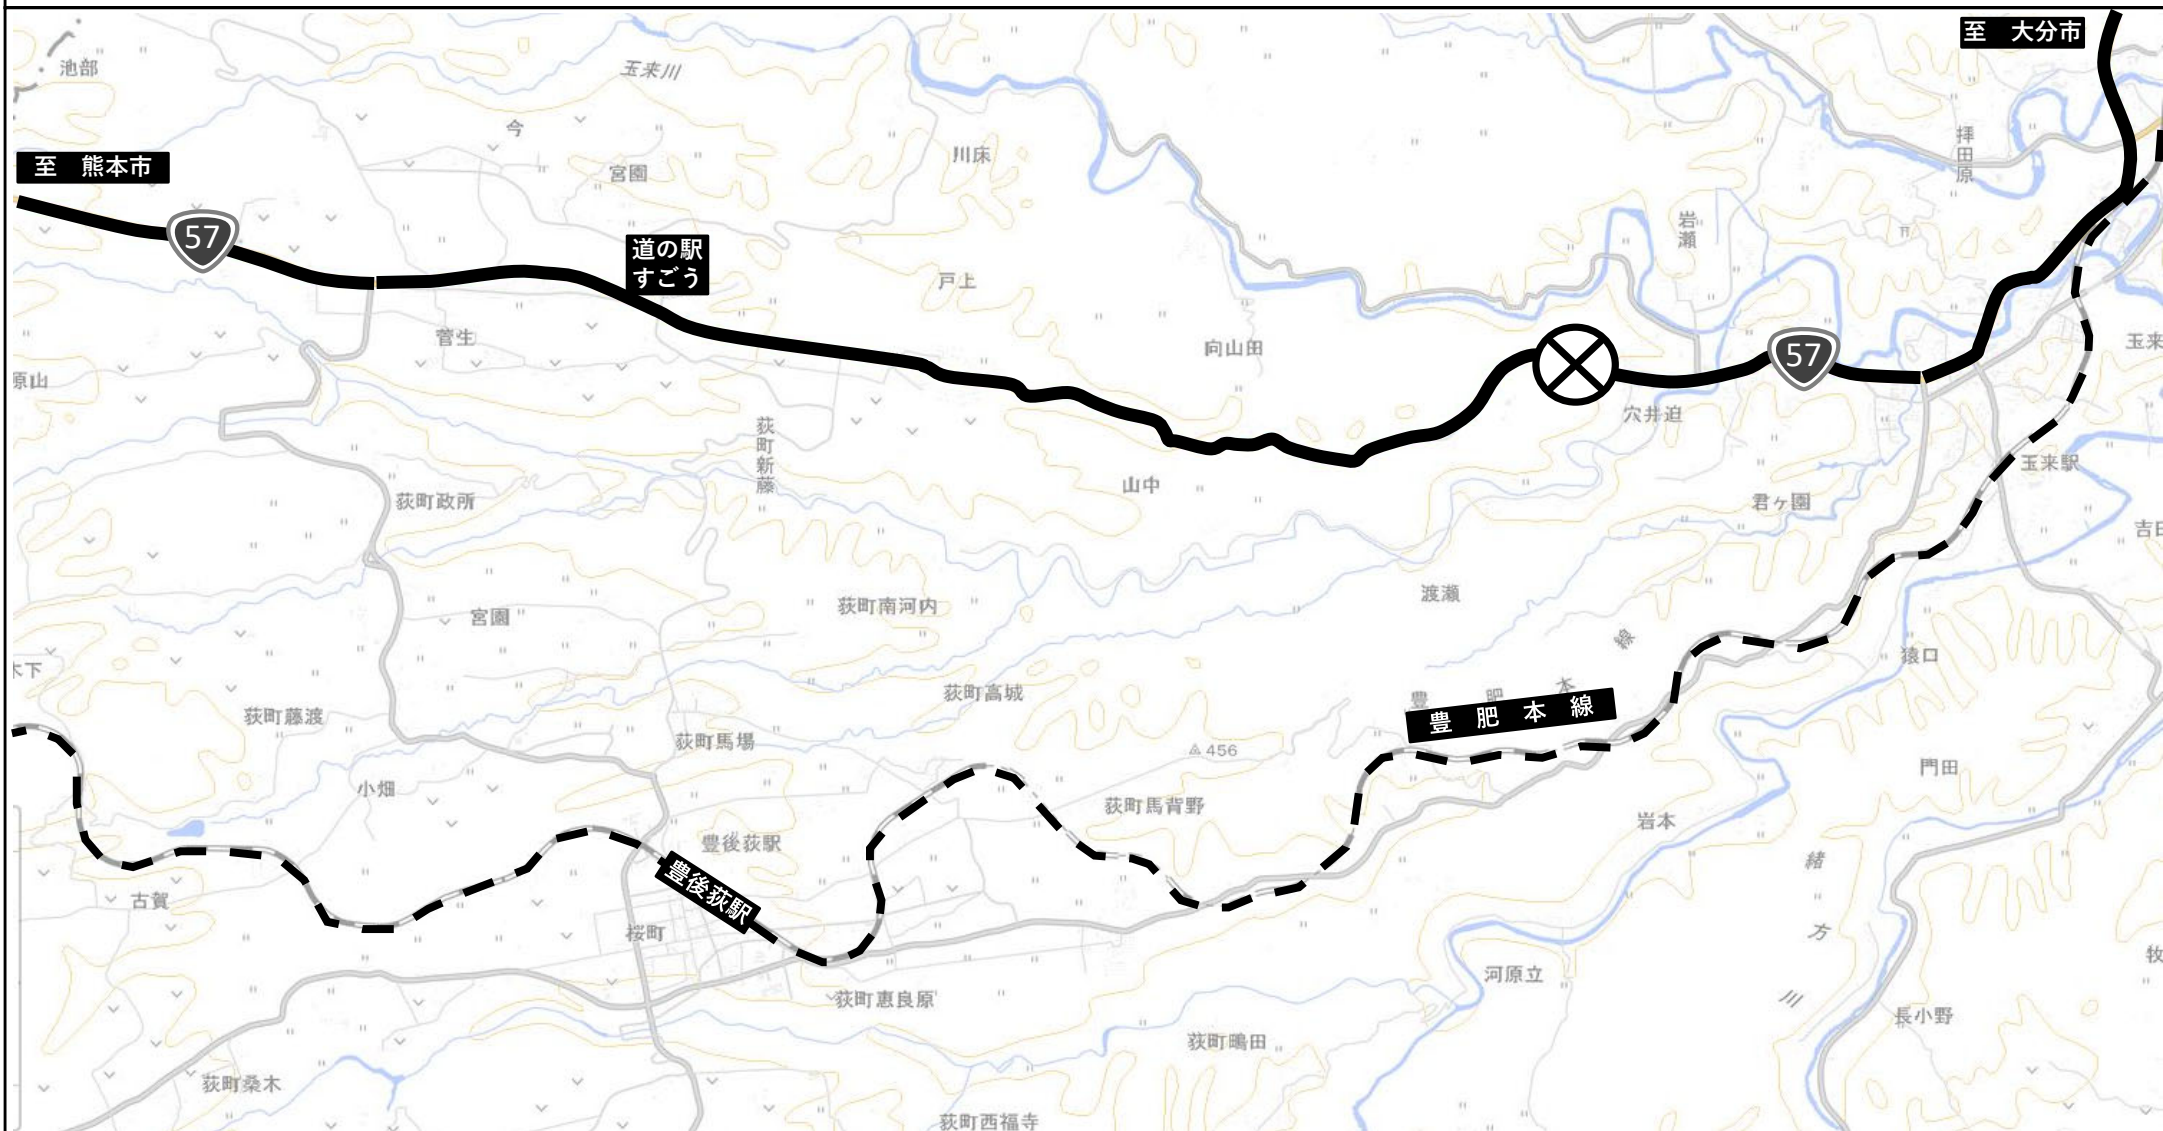 至 大分市
池部
玉来川
今
川床
拝田原
至 熊本市
宮園
岩瀬
57
道の駅
すごう
戸上
菅生
向山田
57
玉来
原山
穴井迫
荻町新藤
玉来駅
山中
荻町政所
君ヶ園
渡瀬
荻町南河内
宮園
線
猿口
木下
荻町高城
豊 肥 本
豊 肥 本 線
荻町藤渡
荻町馬場
456
門田
小畑
荻町馬背野
岩本
豊後荻駅
緒方川
豊後荻駅
古賀
桜町
牧
河原立
荻町恵良原
長小野
荻町鴫田
荻町桑木
荻町西福寺